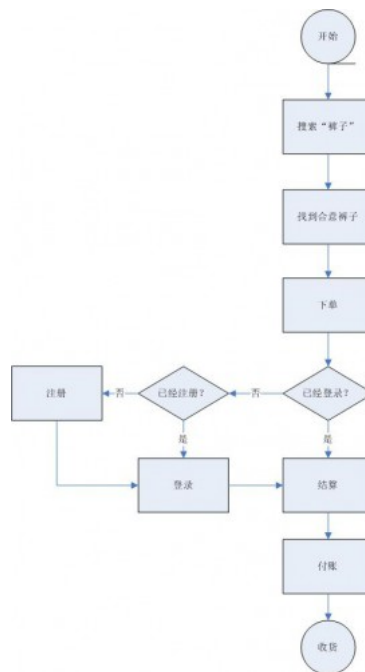 开始
搜索“裤子”
找到合意裤子
下单
已经登录？
否
已经注册？
否
注册
是
是
登录
结算
付账
收货